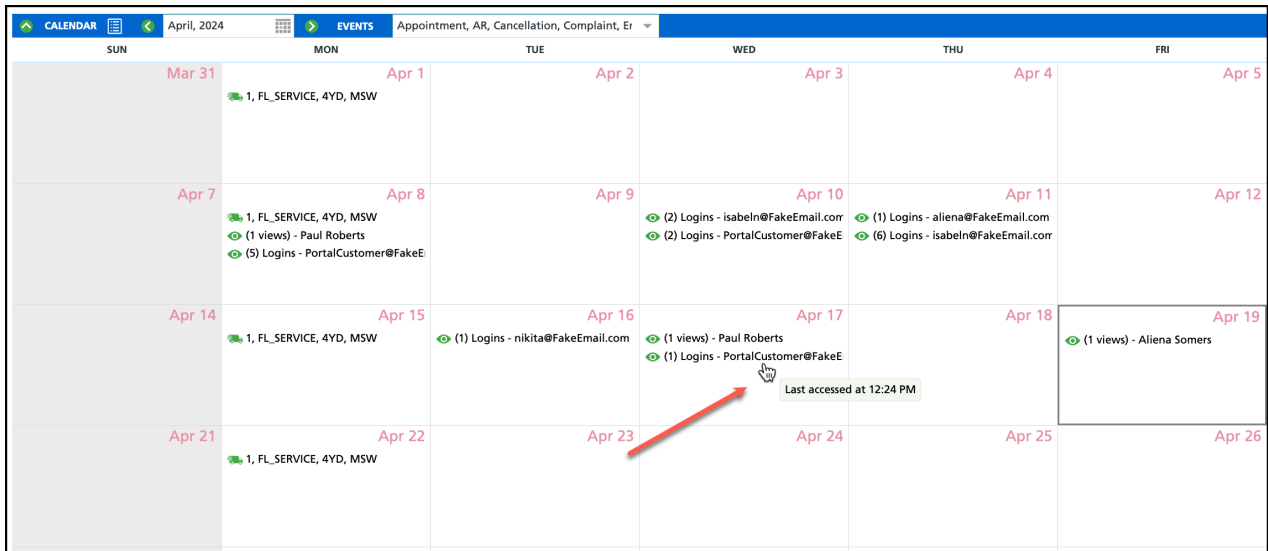 CALENDAR April, 2024 EVENTS Appointment, AR, Cancellation, Complaint, Er
SUN MON TUE WED THU FRI
Mar 31 Apr 1 Apr 2 Apr 3 Apr 4 Apr 5
1, FL_SERVICE, 4YD, MSW
Apr 7 Apr 8 Apr 9 Apr 10 Apr 11 Apr 12
1, FL_SERVICE, 4YD, MSW (2) Logins - isabeln@FakeEmail.com (1) Logins - aliena@FakeEmail.com
(1 views) - Paul Roberts (2) Logins - PortalCustomer@FakeE (6) Logins - isabeln@FakeEmail.com
(5) Logins - PortalCustomer@FakeE
Apr 14 Apr 15 Apr 16 Apr 17 Apr 18 Apr 19
1, FL_SERVICE, 4YD, MSW (1) Logins - nikita@FakeEmail.com (1 views) - Paul Roberts (1 views) - Aliena Somers
(1) Logins - PortalCustomer@FakeE
Last accessed at 12:24 PM
Apr 21 Apr 22 Apr 23 Apr 24 Apr 25 Apr 26
1, FL_SERVICE, 4YD, MSW